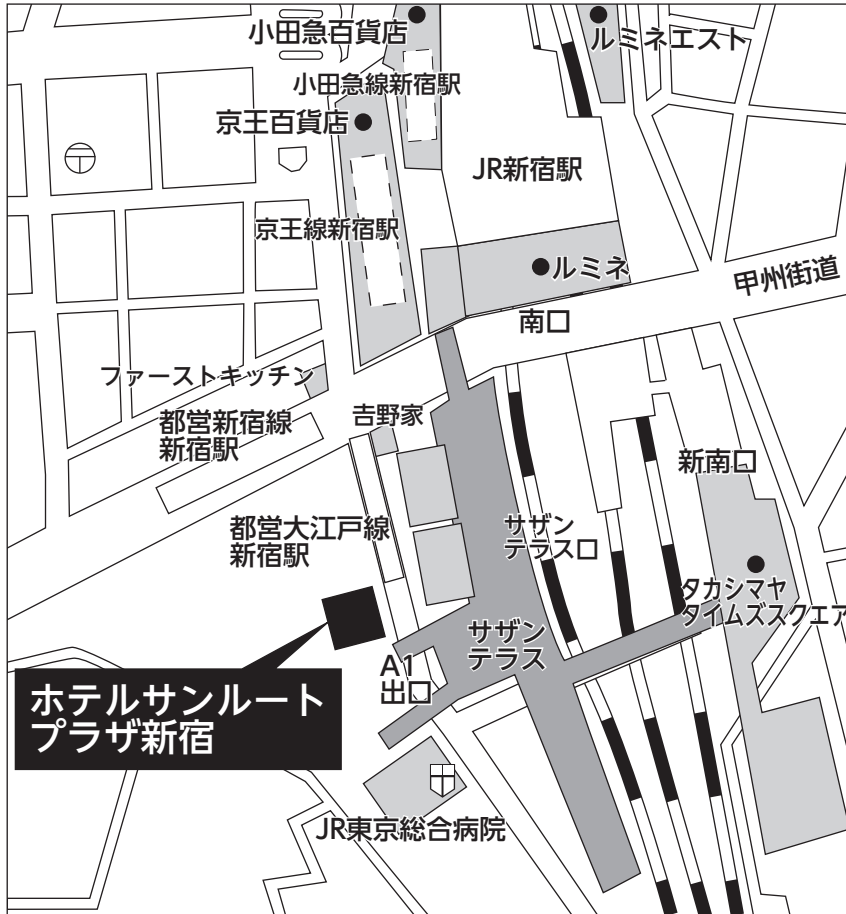 小田急百貨店
ルミネエスト
小田急線新宿駅
京王百貨店
JR新宿駅
京王線新宿駅
ルミネ
甲州街道
南口
ファーストキッチン
都営新宿線
新宿駅
吉野家
新南口
都営大江戸線
新宿駅
サザン
テラス口
タカシマヤ
タイムズスクエア
サザン
テラス
A1
出口
ホテルサンルート
プラザ新宿
JR東京総合病院